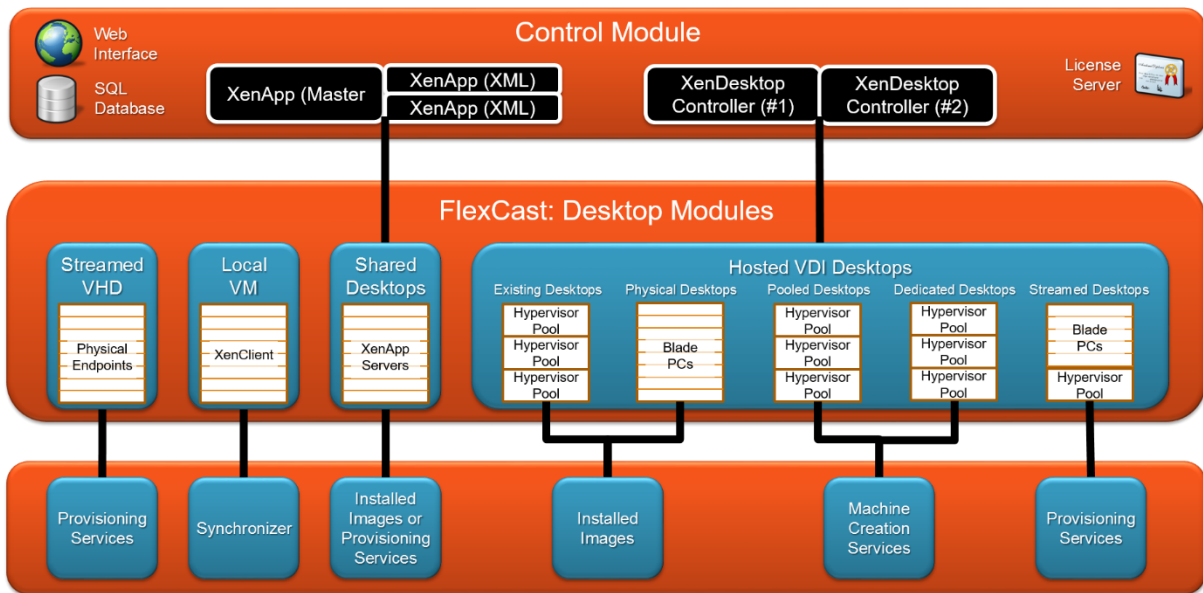 Control Module
Web
Interface
SQL
Database
XenApp (Master
XenApp (XML)
XenApp (XML)
XenDesktop
Controller (#1)
XenDesktop
Controller (#2)
License
Server
FlexCast: Desktop Modules
Streamed
VHD
Physical
Endpoints
Local
VM
XenClient
Shared
Desktops
XenApp
Servers
Hosted VDI Desktops
Existing Desktops
Hypervisor
Pool
Hypervisor
Pool
Hypervisor
Pool
Physical Desktops
Blade
PCs
Pooled Desktops
Hypervisor
Pool
Hypervisor
Pool
Hypervisor
Pool
Dedicated Desktops
Hypervisor
Pool
Hypervisor
Pool
Hypervisor
Pool
Streamed Desktops
Blade
PCs
Hypervisor
Pool
Provisioning
Services
Synchronizer
Installed
Images or
Provisioning
Services
Installed
Images
Machine
Creation
Services
Provisioning
Services